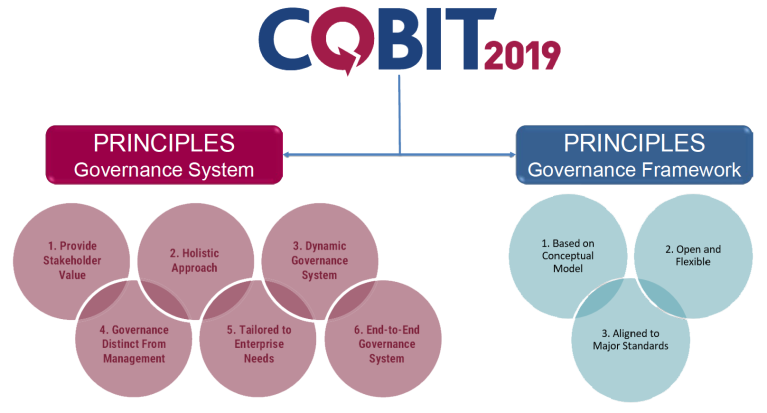 COBIT 2019
PRINCIPLES
Governance System
PRINCIPLES
Governance Framework
1. Provide
Stakeholder
Value
2. Holistic
Approach
3. Dynamic
Governance
System
4. Governance
Distinct From
Management
5. Tailored to
Enterprise
Needs
6. End-to-End
Governance
System
1. Based on
Conceptual
Model
2. Open and
Flexible
3. Aligned to
Major Standards